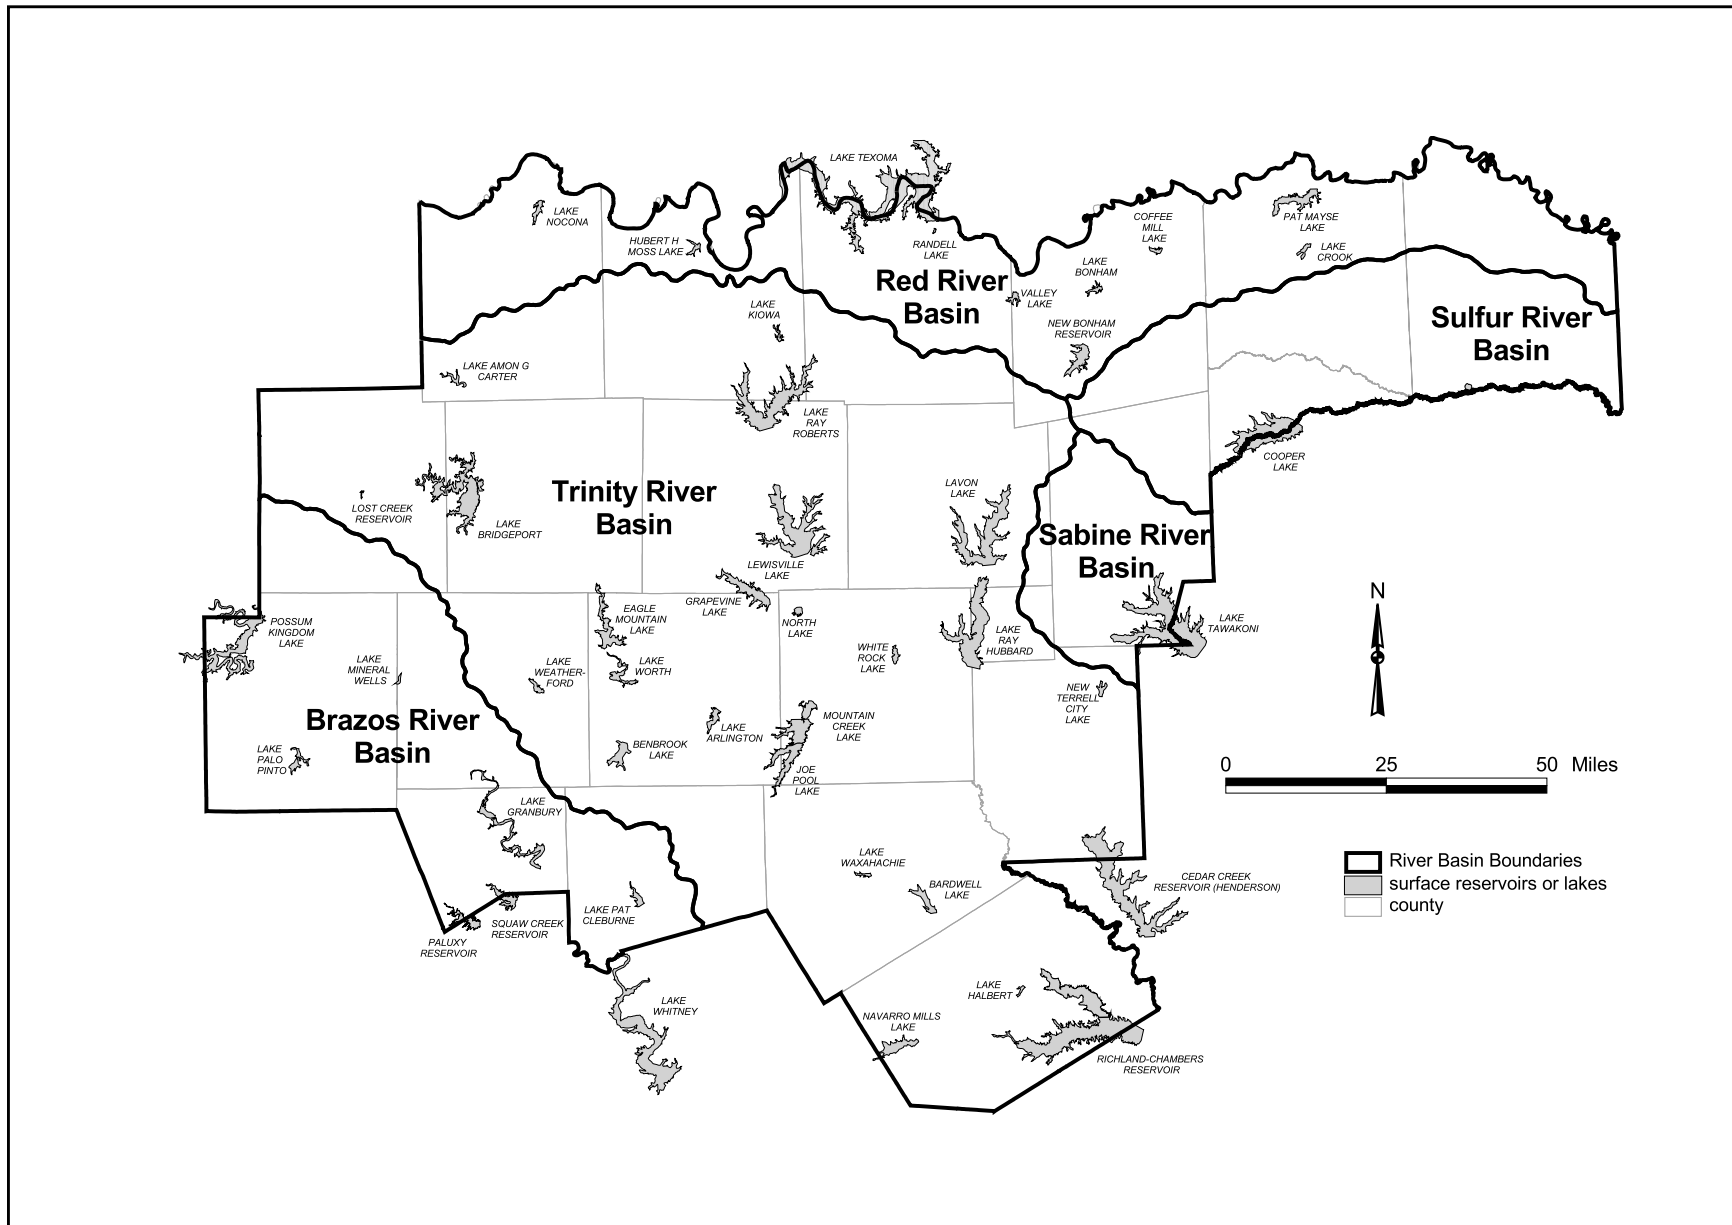 LAKE TEXOMA
LAKE
NOCONA
HUBERT H
MOSS LAKE
RANDELL
LAKE
COFFEE
MILL
LAKE
PAT MAYSE
LAKE
LAKE
CROOK
LAKE
BONHAM
VALLEY
LAKE
Red River
Basin
NEW BONHAM
RESERVOIR
LAKE
KIOWA
Sulfur River
Basin
LAKE AMON G
CARTER
LAKE
RAY
ROBERTS
COOPER
LAKE
LOST CREEK
RESERVOIR
LAKE
BRIDGEPORT
Trinity River
Basin
LAVON
LAKE
Sabine River
Basin
LEWISVILLE
LAKE
GRAPEVINE
LAKE
NORTH
LAKE
EAGLE
MOUNTAIN
LAKE
POSSUM
KINGDOM
LAKE
LAKE
TAWAKONI
LAKE
RAY
HUBBARD
WHITE
ROCK
LAKE
LAKE
MINERAL
WELLS
LAKE
WEATHER-
FORD
LAKE
WORTH
NEW
TERRELL
CITY
LAKE
Brazos River
Basin
LAKE
ARLINGTON
MOUNTAIN
CREEK
LAKE
BENBROOK
LAKE
LAKE
PALO
PINTO
JOE
POOL
LAKE
N
0 25 50 Miles
LAKE
GRANBURY
LAKE
WAXAHACHIE
BARDWELL
LAKE
CEDAR CREEK
RESERVOIR (HENDERSON)
River Basin Boundaries
surface reservoirs or lakes
county
LAKE PAT
CLEBURNE
SQUAW CREEK
RESERVOIR
PALUXY
RESERVOIR
LAKE
WHITNEY
LAKE
HALBERT
NAVARRO MILLS
LAKE
RICHLAND-CHAMBERS
RESERVOIR